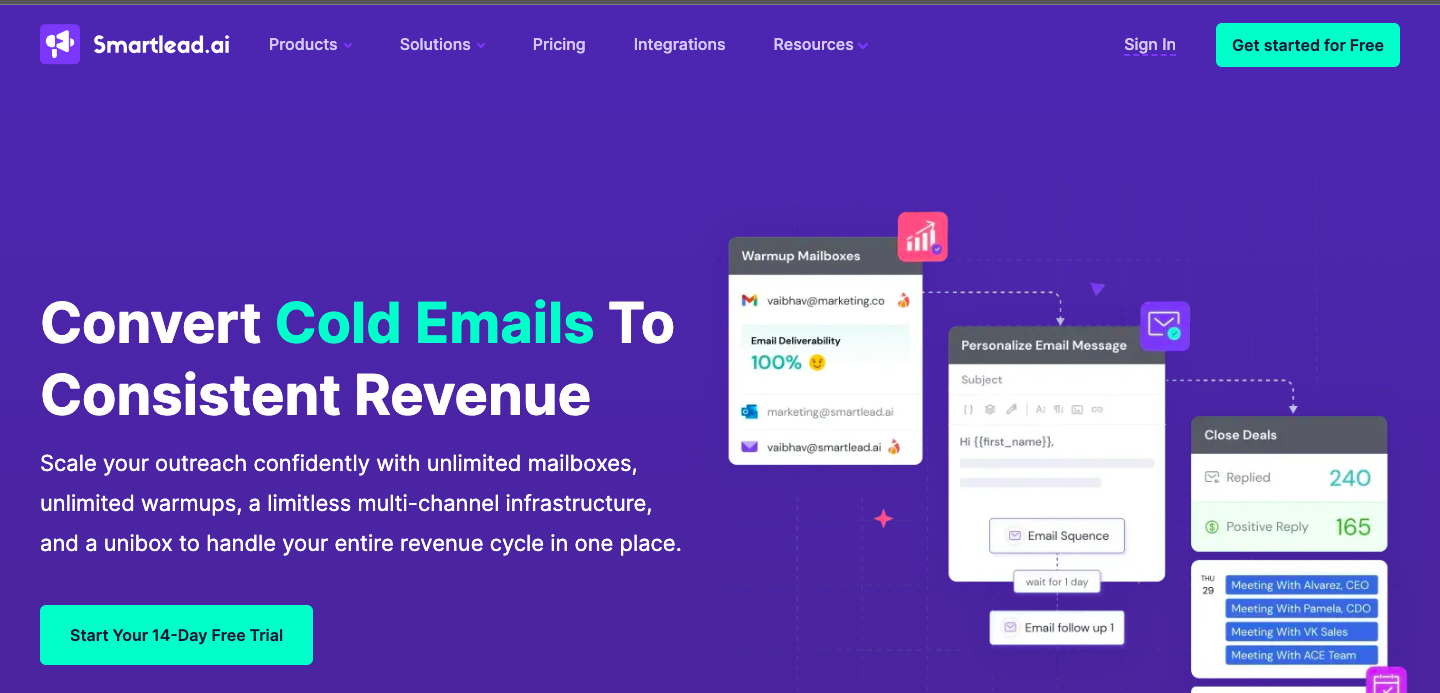 Smartlead.ai
Products
Solutions
Pricing
Integrations
Resources
Sign In
Get started for Free
Convert Cold Emails To
Consistent Revenue
Scale your outreach confidently with unlimited mailboxes,
unlimited warmups, a limitless multi-channel infrastructure,
and a unibox to handle your entire revenue cycle in one place.
Start Your 14-Day Free Trial
Warmup Mailboxes
vaibhav@marketing.co
Email Deliverability
100%
marketing@smartlead.ai
vaibhav@smartlead.ai
Personalize Email Message
Subject
Hi {{first_name}},
Email Squence
wait for 1 day
Email follow up 1
Close Deals
Replied 240
Positive Reply 165
THU
29
Meeting With Alvarez, CEO
Meeting With Pamela, CDO
Meeting With VK Sales
Meeting With ACE Team